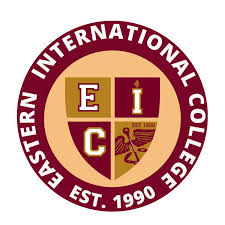 EASTERN INTERNATIONAL COLLEGE
E I
C
EST. 1990
EST. 1990